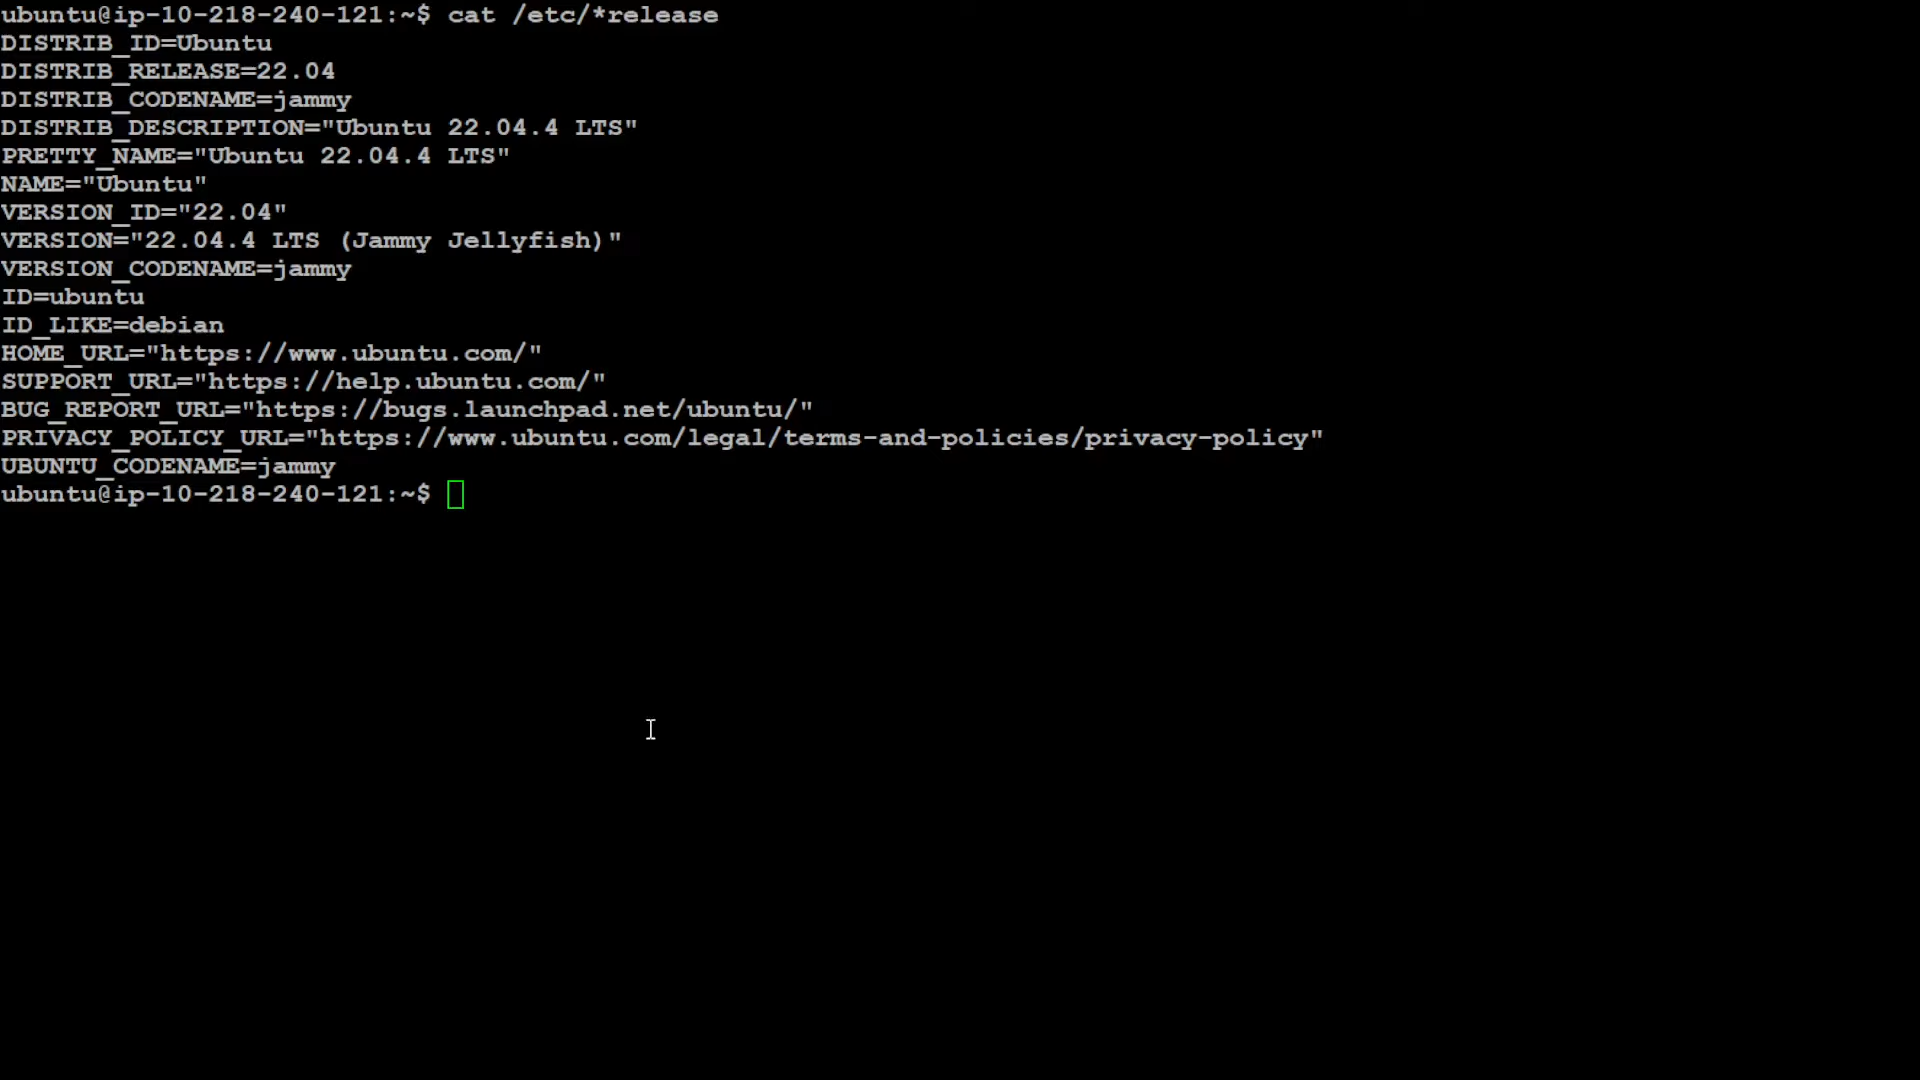 ubuntu@ip-10-218-240-121:~$ cat /etc/*release
DISTRIB_ID=Ubuntu
DISTRIB_RELEASE=22.04
DISTRIB_CODENAME=jammy
DISTRIB_DESCRIPTION="Ubuntu 22.04.4 LTS"
PRETTY_NAME="Ubuntu 22.04.4 LTS"
NAME="Ubuntu"
VERSION_ID="22.04"
VERSION="22.04.4 LTS (Jammy Jellyfish)"
VERSION_CODENAME=jammy
ID=ubuntu
ID_LIKE=debian
HOME_URL="https://www.ubuntu.com/"
SUPPORT_URL="https://help.ubuntu.com/"
BUG_REPORT_URL="https://bugs.launchpad.net/ubuntu/"
PRIVACY_POLICY_URL="https://www.ubuntu.com/legal/terms-and-policies/privacy-policy"
UBUNTU_CODENAME=jammy
ubuntu@ip-10-218-240-121:~$